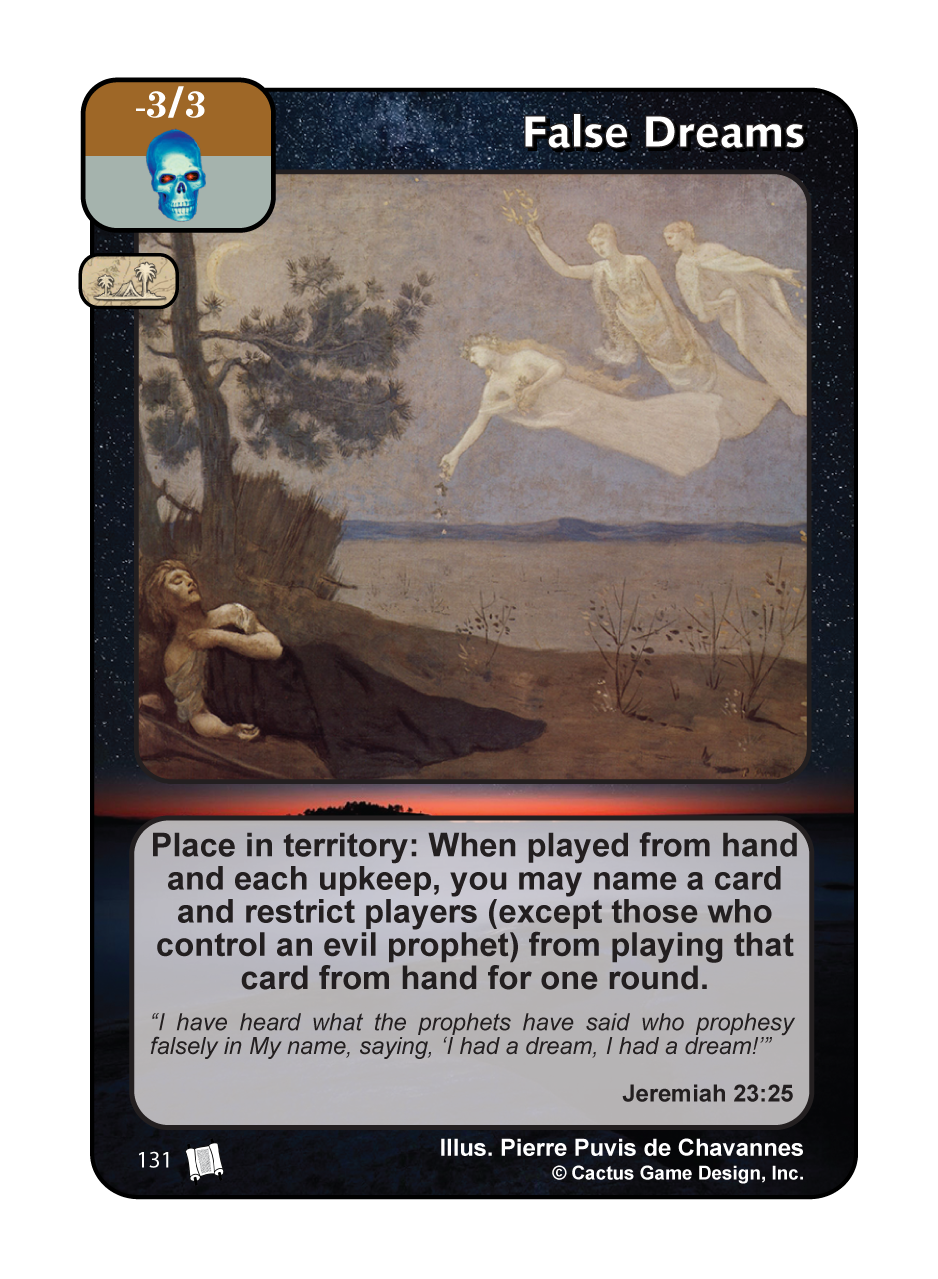 -3/3
False Dreams
Place in territory: When played from hand
and each upkeep, you may name a card
and restrict players (except those who
control an evil prophet) from playing that
card from hand for one round.
“I have heard what the prophets have said who prophesy
falsely in My name, saying, ‘I had a dream, I had a dream!’”
Jeremiah 23:25
131
Illus. Pierre Puvis de Chavannes
© Cactus Game Design, Inc.